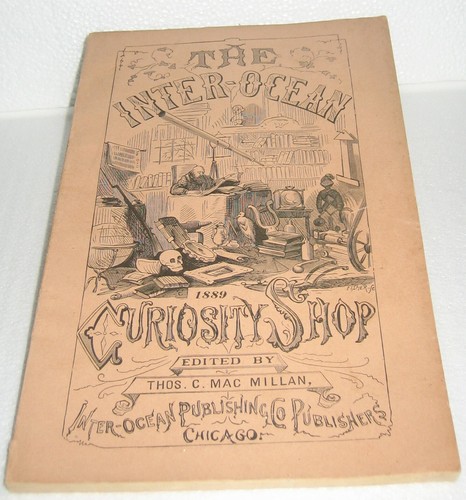 THE
INTER-OCEAN
1889
CURIOSITY SHOP
EDITED BY
THOS. C. MAC MILLAN.
INTER-OCEAN PUBLISHING CO PUBLISHERS
CHICAGO.